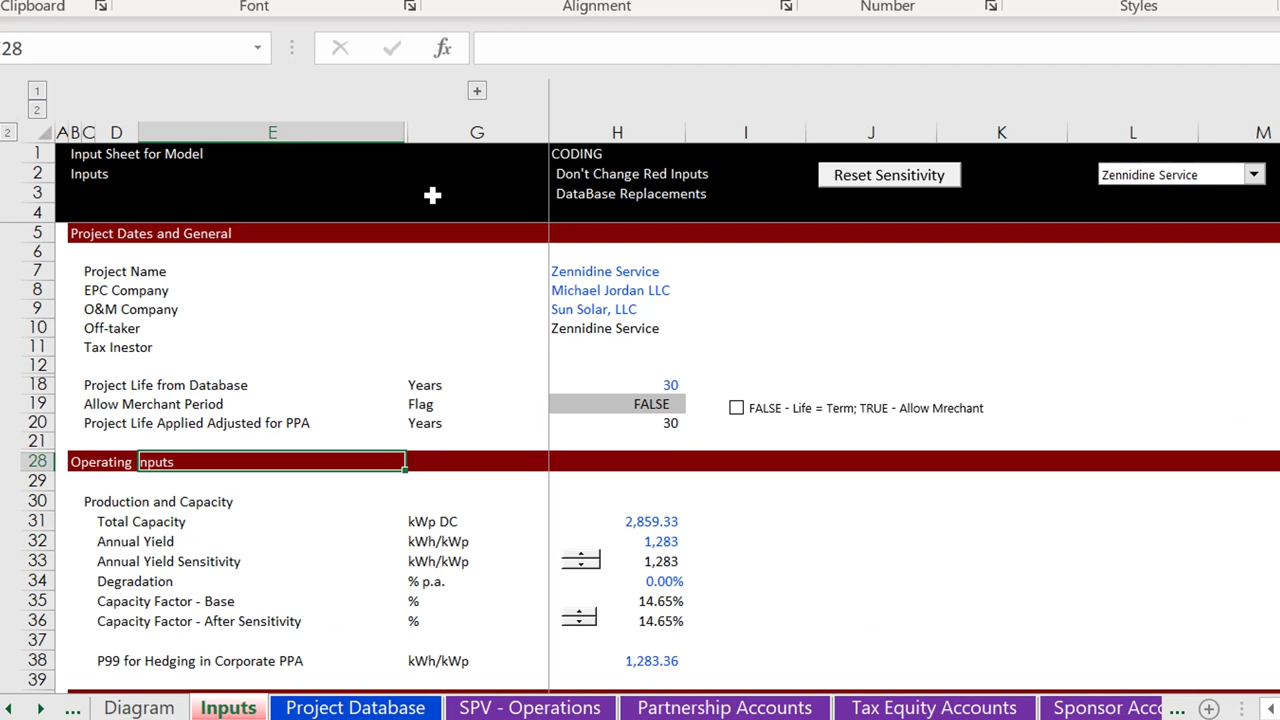 Clipboard Font Alignment Number Styles
E28 fx
1
2
2 A B C D E G H I J K L M
1 Input Sheet for Model CODING
2 Inputs Don't Change Red Inputs Reset Sensitivity Zennidine Service
3 DataBase Replacements
4
5 Project Dates and General
6
7 Project Name Zennidine Service
8 EPC Company Michael Jordan LLC
9 O&M Company Sun Solar, LLC
10 Off-taker Zennidine Service
11 Tax Inestor
12
18 Project Life from Database Years 30
19 Allow Merchant Period Flag FALSE FALSE - Life = Term; TRUE - Allow Mrechant
20 Project Life Applied Adjusted for PPA Years 30
21
28 Operating Inputs
29
30 Production and Capacity
31 Total Capacity kWp DC 2,859.33
32 Annual Yield kWh/kWp 1,283
33 Annual Yield Sensitivity kWh/kWp 1,283
34 Degradation % p.a. 0.00%
35 Capacity Factor - Base % 14.65%
36 Capacity Factor - After Sensitivity % 14.65%
37
38 P99 for Hedging in Corporate PPA kWh/kWp 1,283.36
39
... Diagram Inputs Project Database SPV - Operations Partnership Accounts Tax Equity Accounts Sponsor Acco ...